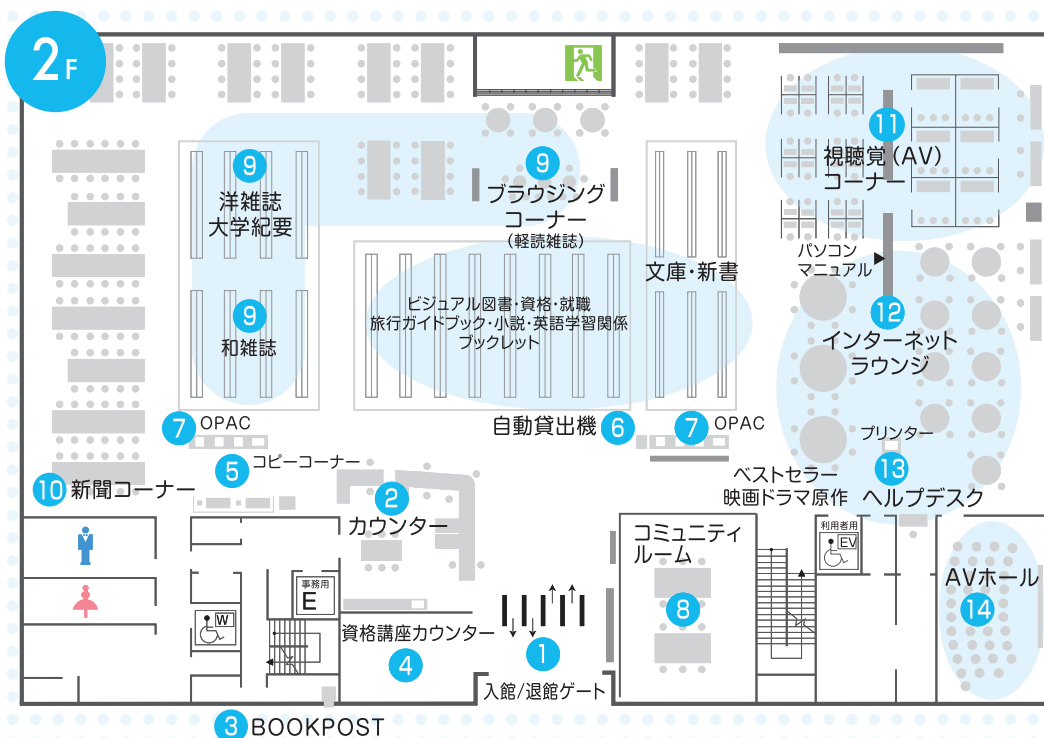 2F
9
洋雑誌
大学紀要
9
ブラウジング
コーナー
(軽読雑誌)
11
視聴覚(AV)
コーナー
パソコン
マニュアル
文庫・新書
ビジュアル図書・資格・就職
旅行ガイドブック・小説・英語学習関係
ブックレット
9
和雑誌
12
インターネット
ラウンジ
7 OPAC
自動貸出機 6
7 OPAC
プリンター
5 コピーコーナー
13
ヘルプデスク
ベストセラー
映画ドラマ原作
10 新聞コーナー
2
カウンター
コミュニティ
ルーム
利用者用
EV
AVホール
14
事務用
E
W
8
資格講座カウンター
4
1
入館/退館ゲート
3 BOOKPOST